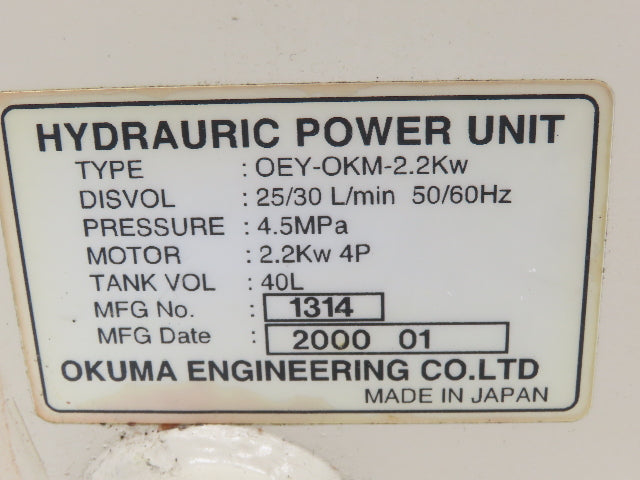 HYDRAURIC POWER UNIT
TYPE : OEY-OKM-2.2Kw
DISVOL : 25/30 L/min 50/60Hz
PRESSURE : 4.5MPa
MOTOR : 2.2Kw 4P
TANK VOL : 40L
MFG No. : 1314
MFG Date : 2000 01
OKUMA ENGINEERING CO.LTD
MADE IN JAPAN